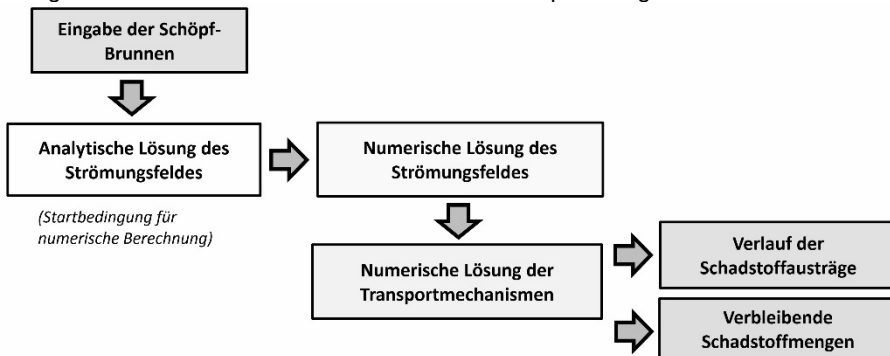 Eingabe der Schöpf-
Brunnen
Analytische Lösung des
Strömungsfeldes
Numerische Lösung des
Strömungsfeldes
(Startbedingung für
numerische Berechnung)
Numerische Lösung der
Transportmechanismen
Verlauf der
Schadstoffausträge
Verbleibende
Schadstoffmengen